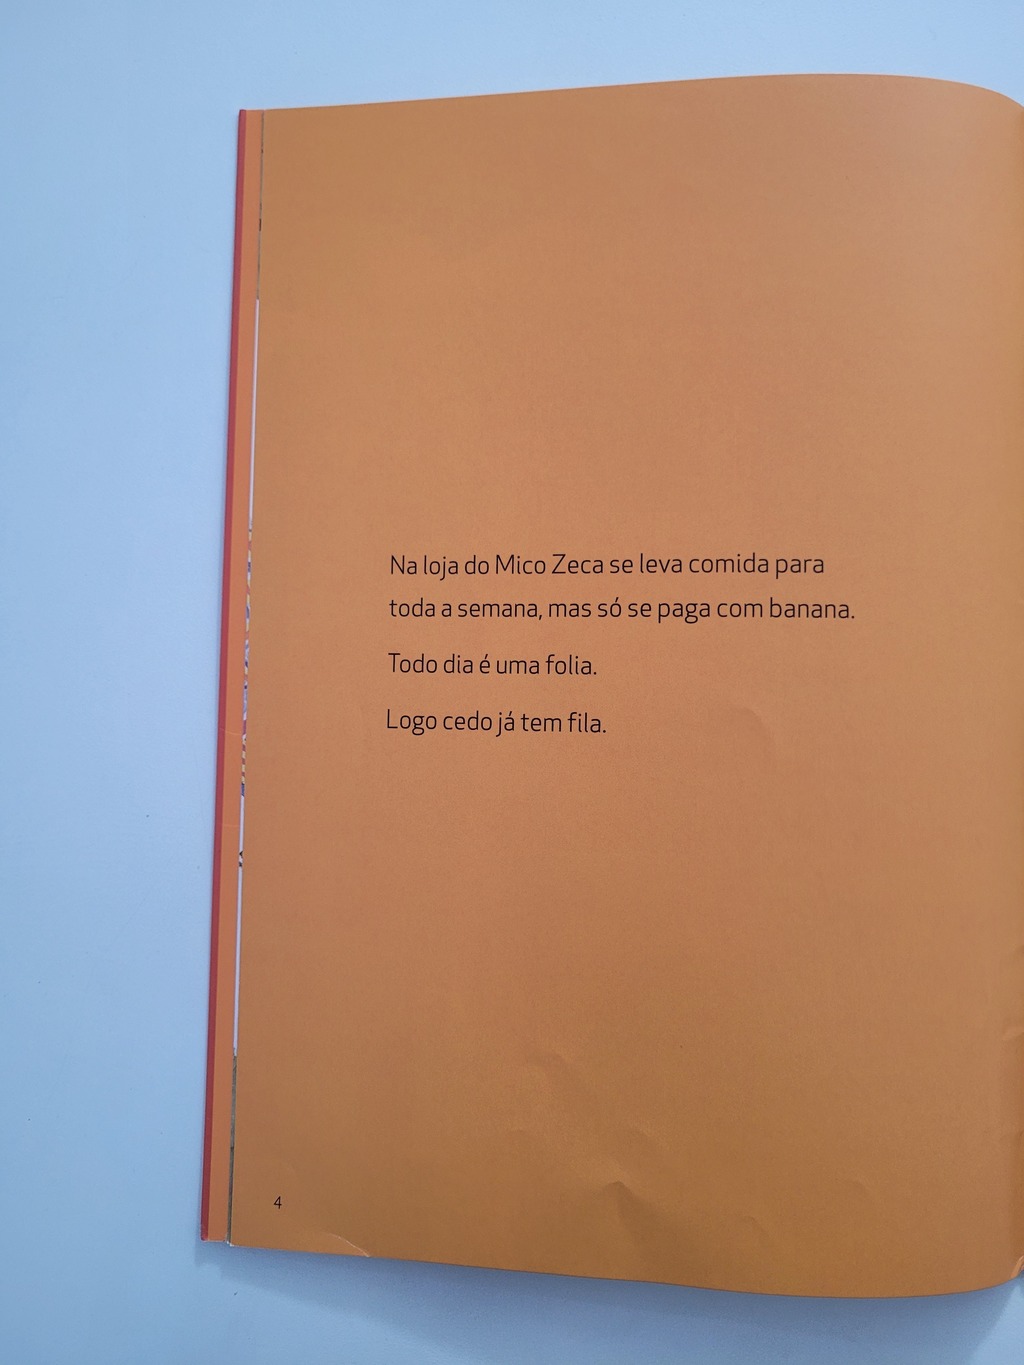 Na loja do Mico Zeca se leva comida para
toda a semana, mas só se paga com banana.
Todo dia é uma folia.
Logo cedo já tem fila.
4